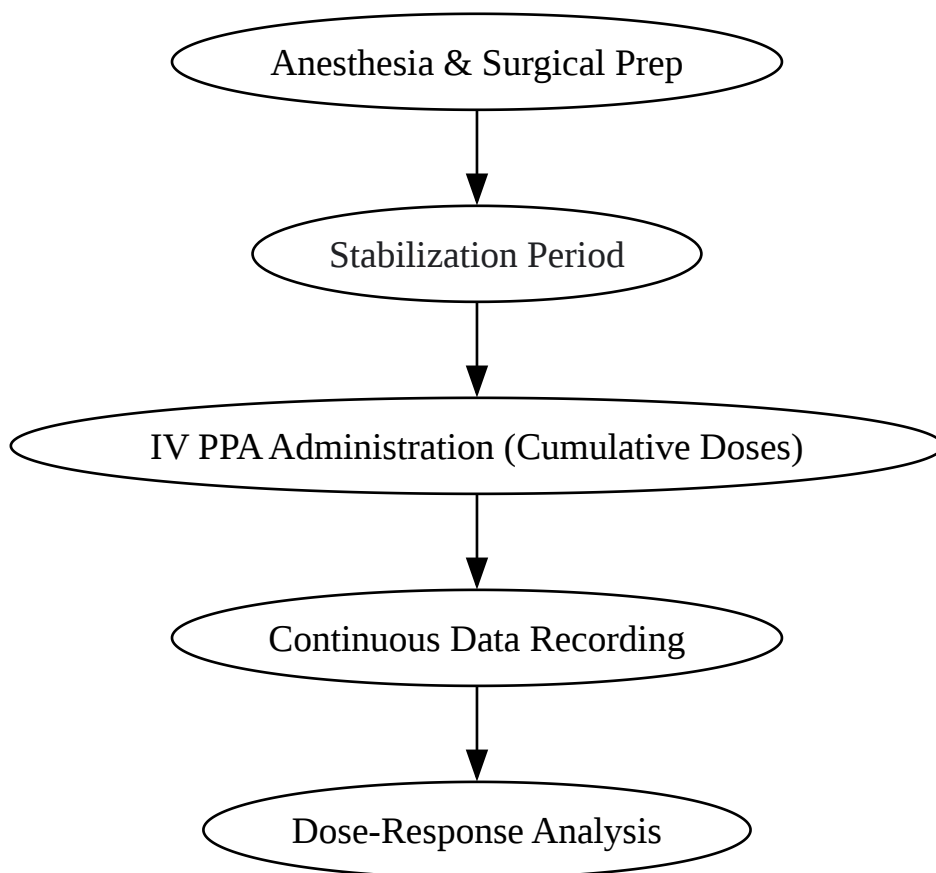 Anesthesia & Surgical Prep
Stabilization Period
IV PPA Administration (Cumulative Doses)
Continuous Data Recording
Dose-Response Analysis